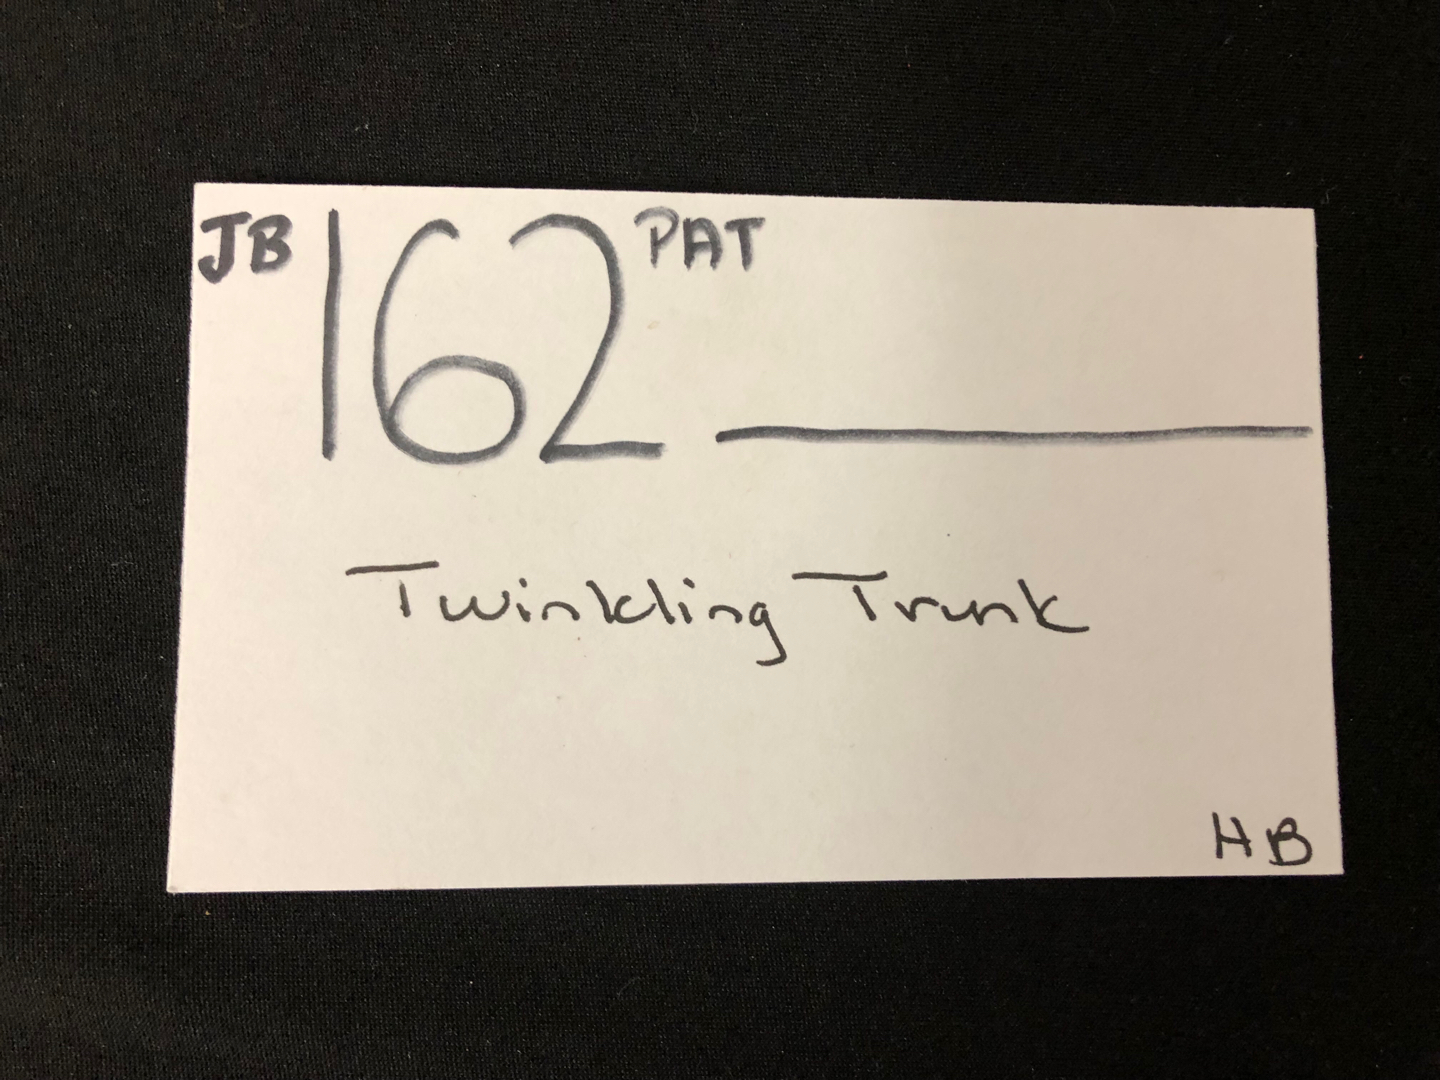 JB 162 PAT
Twinkling Trunk
HB